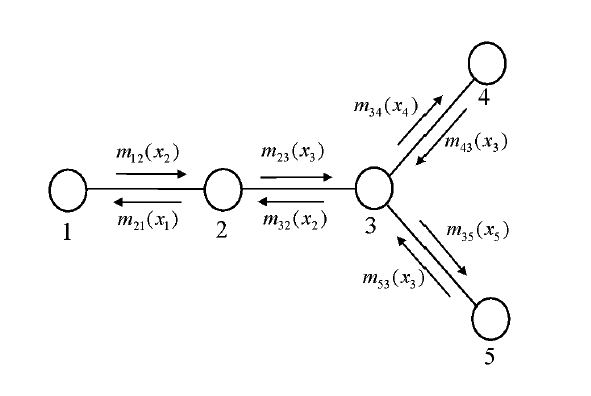 4
m₃₄(x₄)
m₄₃(x₃)
m₁₂(x₂)
m₂₃(x₃)
m₂₁(x₁)
m₃₂(x₂)
1
2
3
m₃₅(x₅)
m₅₃(x₃)
5